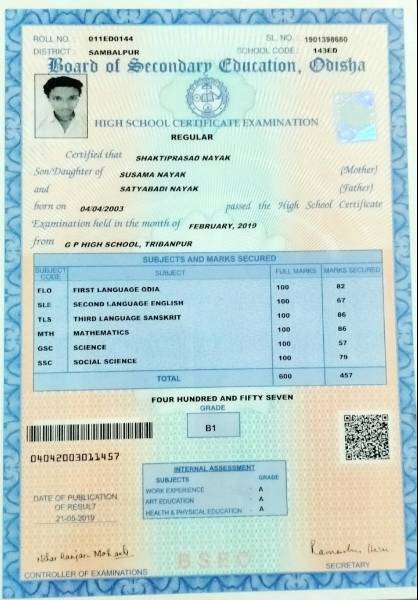 ROLL NO. : 011ED0144 SL. NO. : 1901398680
DISTRICT : SAMBALPUR SCHOOL CODE : 143ED
Board of Secondary Education, Odisha
HIGH SCHOOL CERTIFICATE EXAMINATION
REGULAR
Certified that SHAKTIPRASAD NAYAK
Son/Daughter of SUSAMA NAYAK (Mother)
and SATYABADI NAYAK (Father)
born on 04/04/2003 passed the High School Certificate
Examination held in the month of FEBRUARY, 2019
from G P HIGH SCHOOL, TRIBANPUR
SUBJECTS AND MARKS SECURED
SUBJECT CODE SUBJECT FULL MARKS MARKS SECURED
FLO FIRST LANGUAGE ODIA 100 82
SLE SECOND LANGUAGE ENGLISH 100 67
TLS THIRD LANGUAGE SANSKRIT 100 86
MTH MATHEMATICS 100 86
GSC SCIENCE 100 57
SSC SOCIAL SCIENCE 100 79
TOTAL 600 457
FOUR HUNDRED AND FIFTY SEVEN
GRADE
B1
04042003011457
INTERNAL ASSESSMENT
SUBJECTS GRADE
WORK EXPERIENCE : A
ART EDUCATION : A
HEALTH & PHYSICAL EDUCATION : A
DATE OF PUBLICATION
OF RESULT
21-05-2019
CONTROLLER OF EXAMINATIONS
SECRETARY